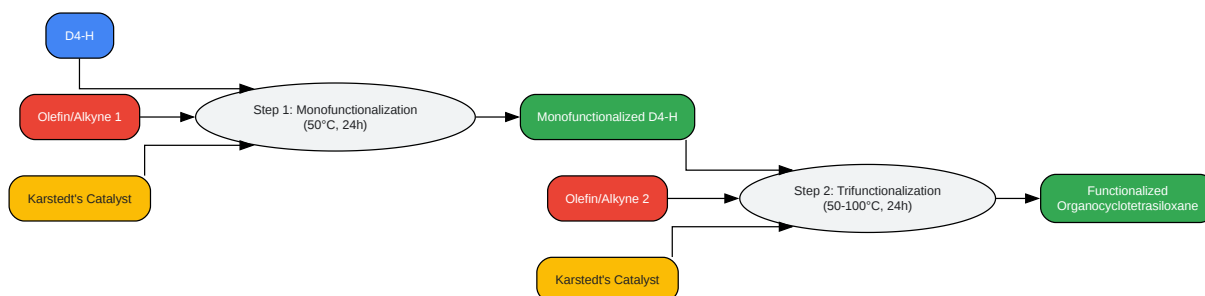 D4-H
Olefin/Alkyne 1
Step 1: Monofunctionalization
(50°C, 24h)
Monofunctionalized D4-H
Karstedt's Catalyst
Olefin/Alkyne 2
Step 2: Trifunctionalization
(50-100°C, 24h)
Functionalized
Organocyclotetrasiloxane
Karstedt's Catalyst